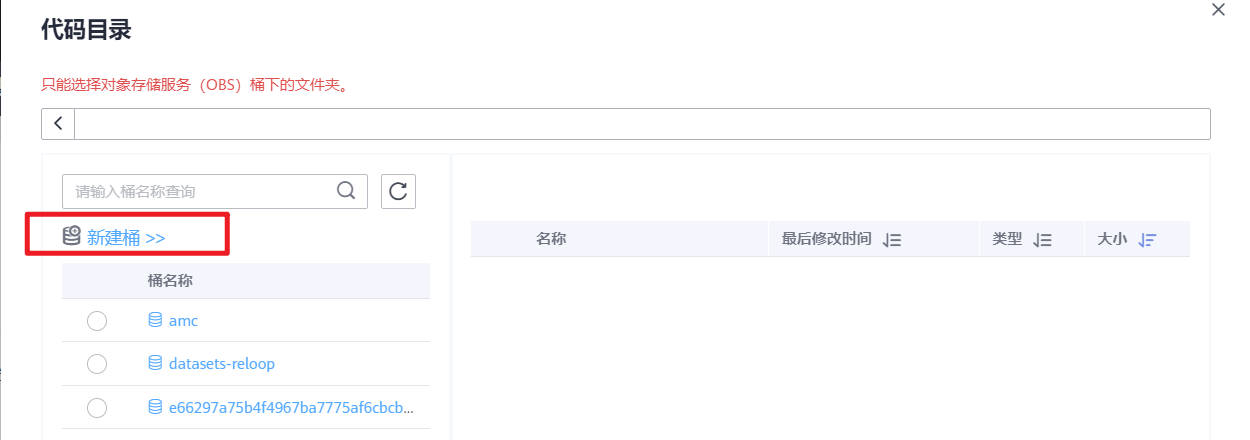 代码目录
只能选择对象存储服务（OBS）桶下的文件夹。
请输入桶名称查询
新建桶 >>
名称 最后修改时间 类型 大小
桶名称
amc
datasets-reloop
e66297a75b4f4967ba7775af6cbcb...